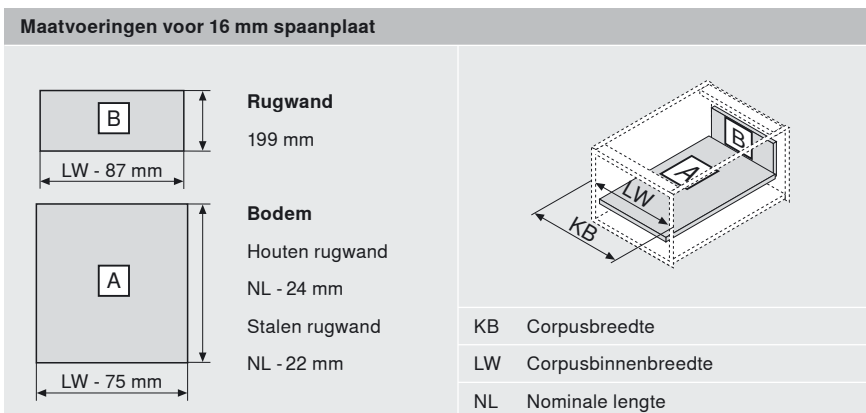 Maatvoeringen voor 16 mm spaanplaat
B
LW - 87 mm
Rugwand
199 mm
A
LW - 75 mm
Bodem
Houten rugwand
NL - 24 mm
Stalen rugwand
NL - 22 mm
B
A
LW
KB
KB Corpusbreedte
LW Corpusbinnenbreedte
NL Nominale lengte